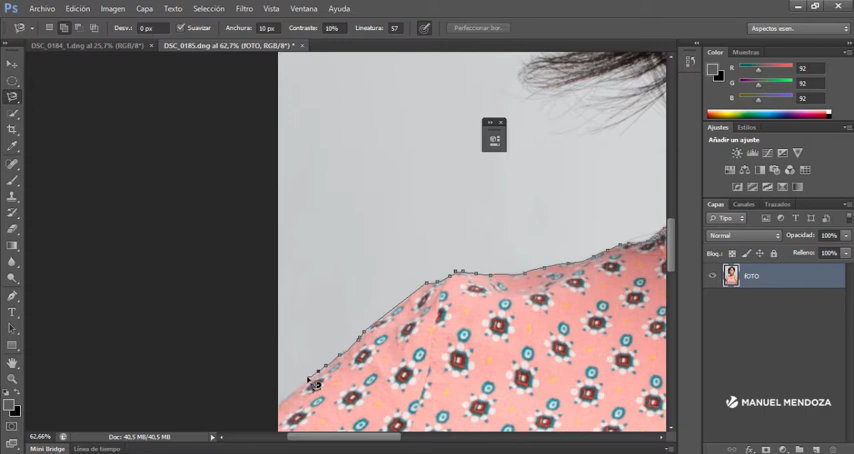 Ps Archivo Edición Imagen Capa Texto Selección Filtro Vista Ventana Ayuda
Desv.: 0 px Suavizar Anchura: 10 px Contraste: 10% Lineatura: 57 Perfeccionar bor... Aspectos esen.
DSC_0184_1.dng al 25,7% (RGB/8*) × DSC_0185.dng al 62,7% (fOTO, RGB/8*) * ×
Color Muestras
R 92
G 92
B 92
Ajustes Estilos
Añadir un ajuste
Capas Canales Trazados
Tipo
Normal Opacidad: 100%
Bloq.: Relleno: 100%
fOTO
MANUEL MENDOZA
62,66% Doc: 40,5 MB/40,5 MB
Mini Bridge Línea de tiempo